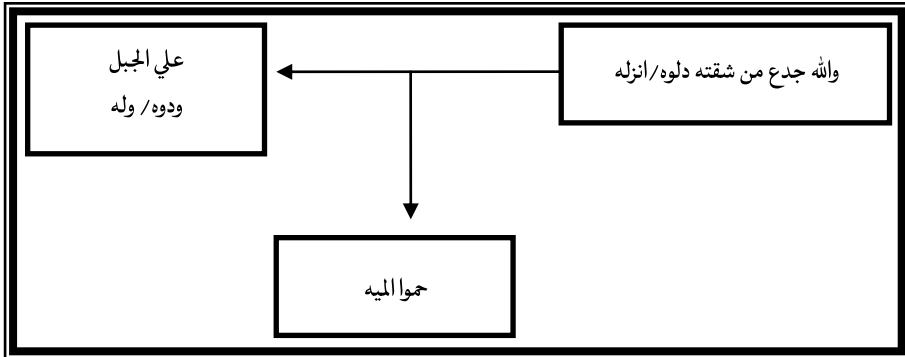 والله جدع من شقته دلوه/انزله
علي الجبل
ودوه/ وله
حموا الميه